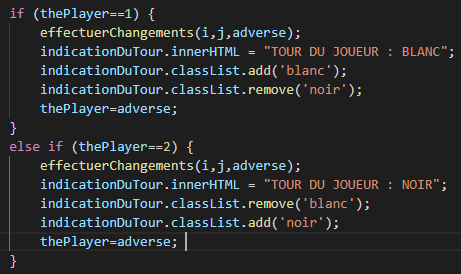 if (thePlayer==1) {
effectuerChangements(i,j,adverse);
indicationDuTour.innerHTML = "TOUR DU JOUEUR : BLANC";
indicationDuTour.classList.add('blanc');
indicationDuTour.classList.remove('noir');
thePlayer=adverse;
}
else if (thePlayer==2) {
effectuerChangements(i,j,adverse);
indicationDuTour.innerHTML = "TOUR DU JOUEUR : NOIR";
indicationDuTour.classList.remove('blanc');
indicationDuTour.classList.add('noir');
thePlayer=adverse;
}